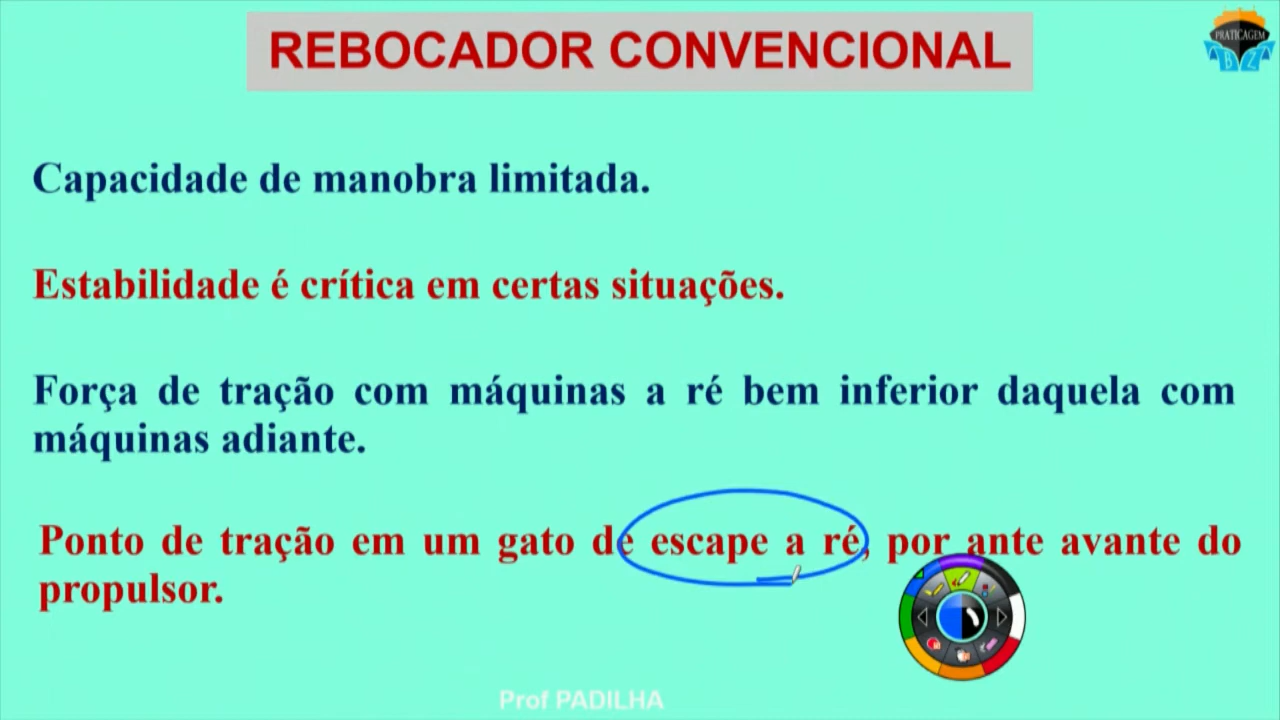 REBOCADOR CONVENCIONAL
PRATICAGEM
Capacidade de manobra limitada.
Estabilidade é crítica em certas situações.
Força de tração com máquinas a ré bem inferior daquela com
máquinas adiante.
Ponto de tração em um gato de escape a ré, por ante avante do
propulsor.
Prof PADILHA